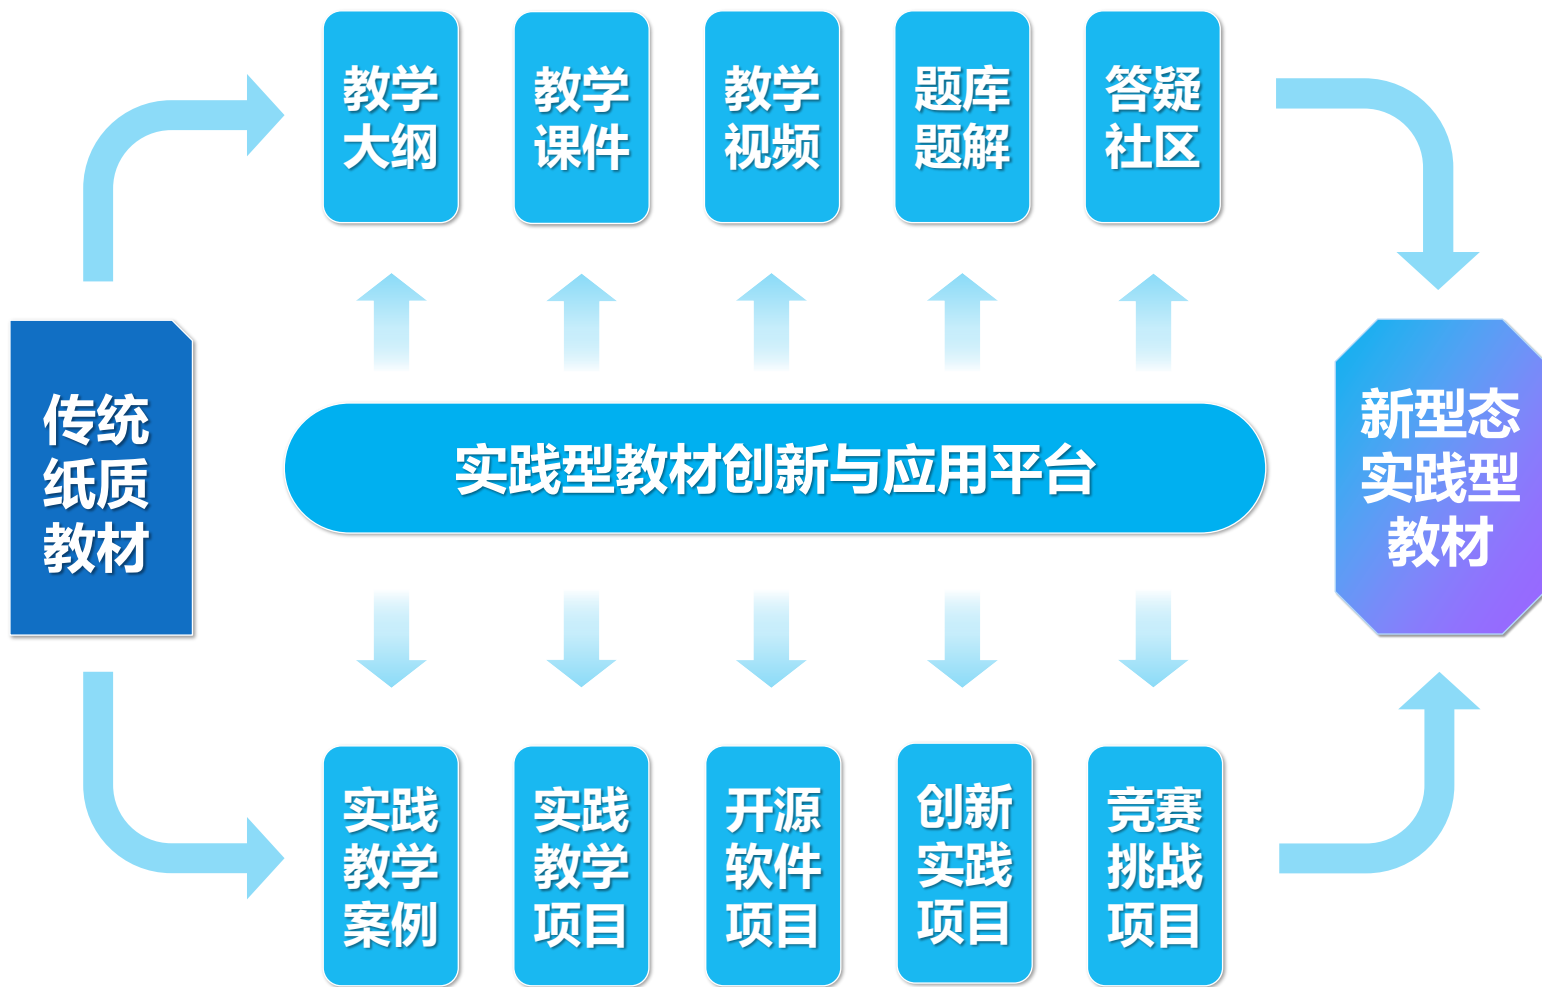 教学
大纲
教学
课件
教学
视频
题库
题解
答疑
社区
传统
纸质
教材
实践型教材创新与应用平台
新型态
实践型
教材
实践
教学
案例
实践
教学
项目
开源
软件
项目
创新
实践
项目
竞赛
挑战
项目